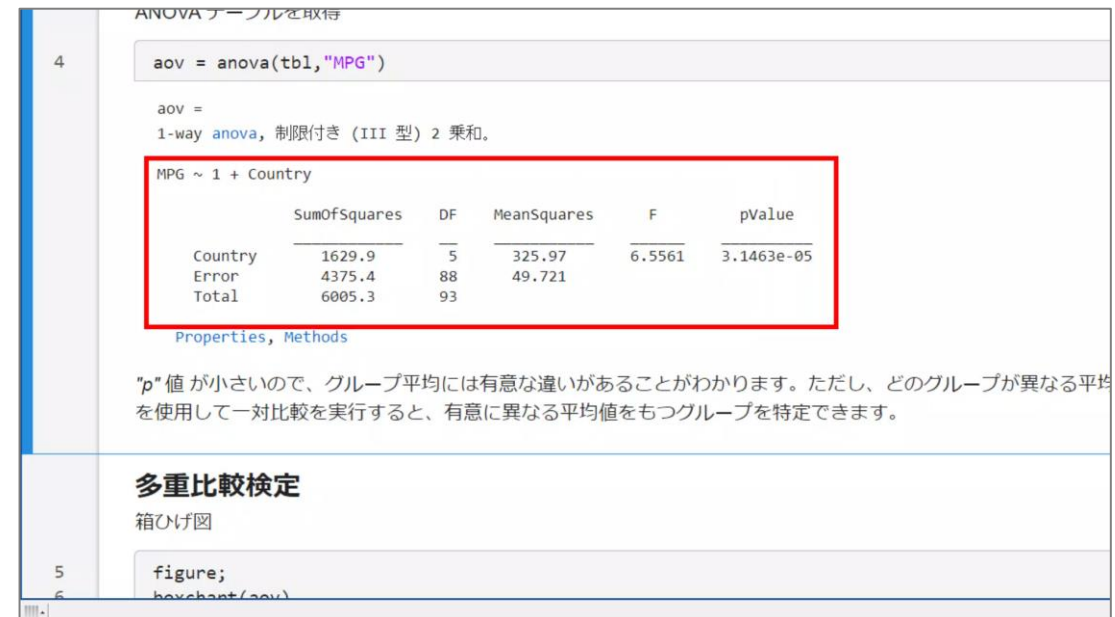 ANOVA テーブルを取得
4 aov = anova(tbl,"MPG")
aov =
1-way anova, 制限付き (III 型) 2 乗和。
MPG ~ 1 + Country
SumOfSquares DF MeanSquares F pValue
Country 1629.9 5 325.97 6.5561 3.1463e-05
Error 4375.4 88 49.721
Total 6005.3 93
Properties, Methods
"p" 値 が小さいので、グループ平均には有意な違いがあることがわかります。ただし、どのグループが異なる平均
を使用して一対比較を実行すると、有意に異なる平均値をもつグループを特定できます。
多重比較検定
箱ひげ図
5 figure;
6 boxchart(aov)